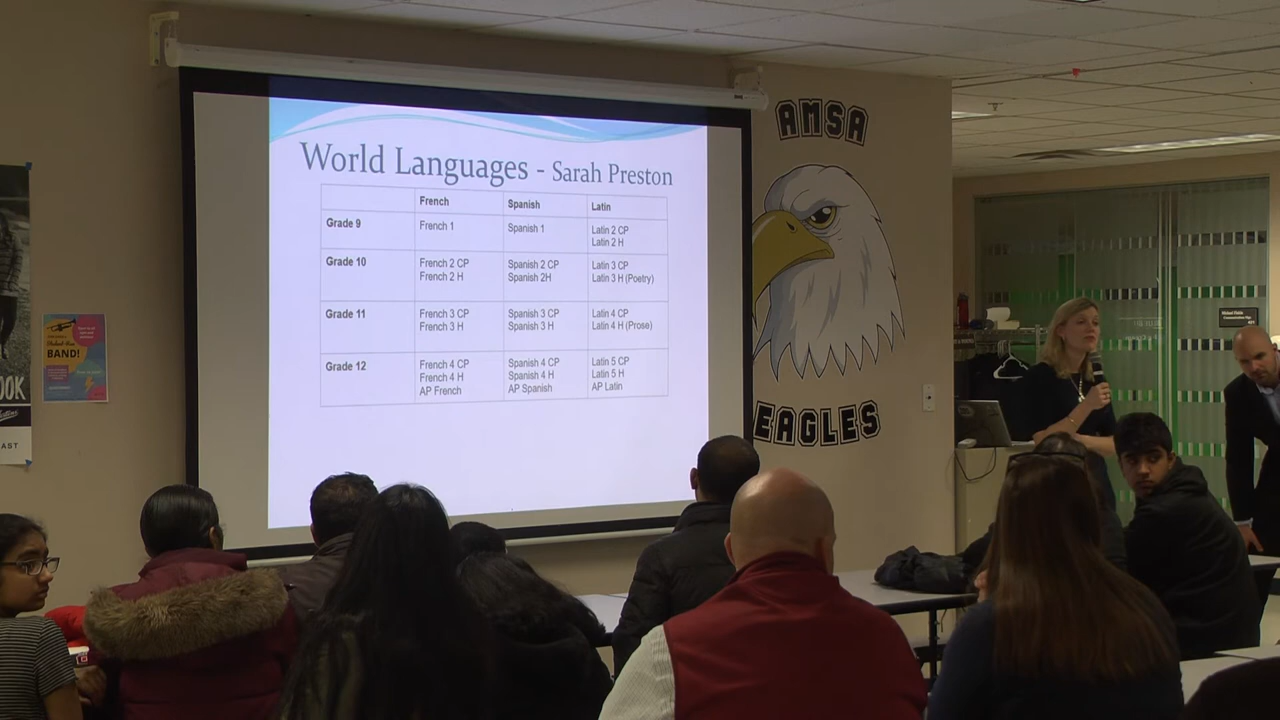 World Languages - Sarah Preston
French Spanish Latin
Grade 9 French 1 Spanish 1 Latin 2 CP
Latin 2 H
Grade 10 French 2 CP Spanish 2 CP Latin 3 CP
French 2 H Spanish 2H Latin 3 H (Poetry)
Grade 11 French 3 CP Spanish 3 CP Latin 4 CP
French 3 H Spanish 3 H Latin 4 H (Prose)
Grade 12 French 4 CP Spanish 4 CP Latin 5 CP
French 4 H Spanish 4 H Latin 5 H
AP French AP Spanish AP Latin
AMSA
EAGLES
BAND!
OOK
AST